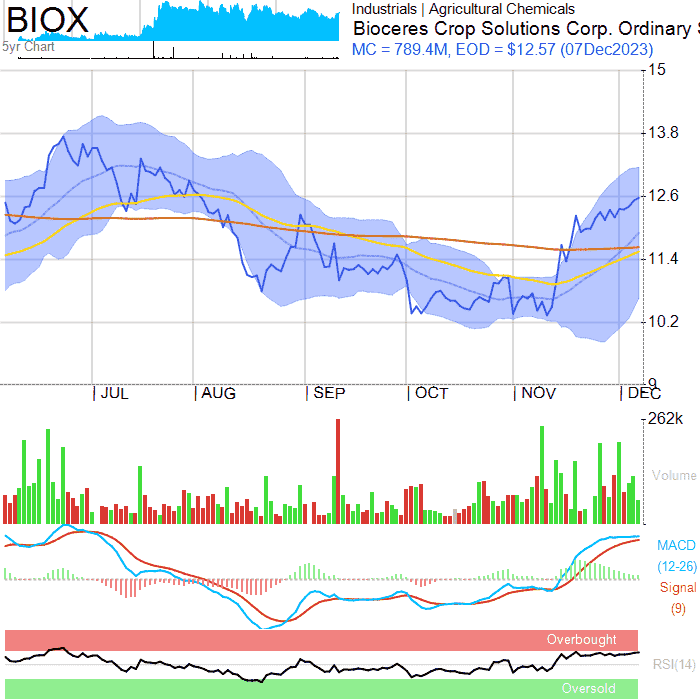 BIOX
Industrials | Agricultural Chemicals
Bioceres Crop Solutions Corp. Ordinary S
5yr Chart
MC = 789.4M, EOD = $12.57 (07Dec2023)
15
13.8
12.6
11.4
10.2
9
JUL
AUG
SEP
OCT
NOV
DEC
262k
Volume
MACD
(12-26)
Signal
(9)
Overbought
RSI(14)
Oversold